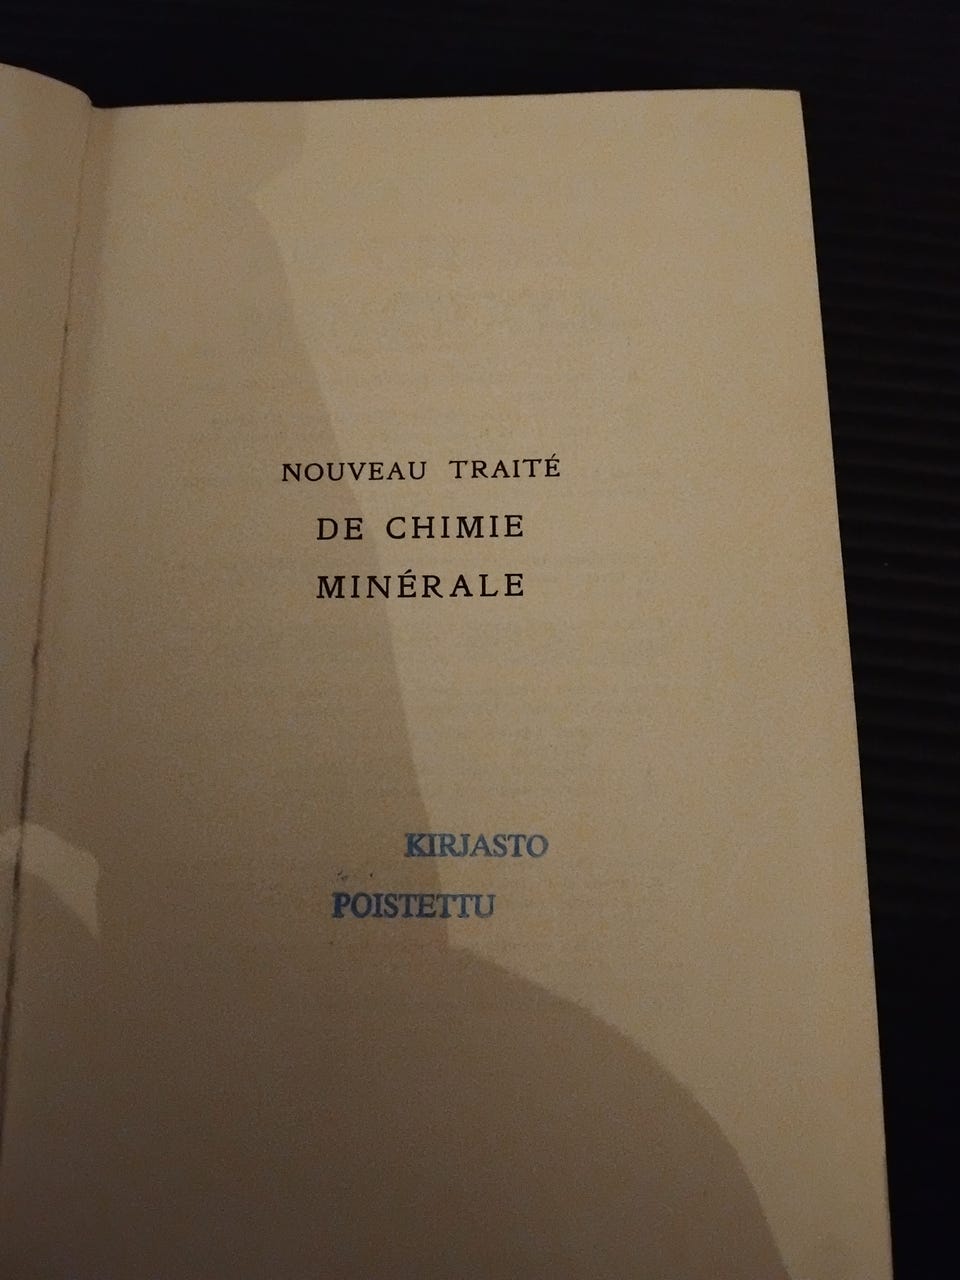 NOUVEAU TRAITÉ
DE CHIMIE
MINÉRALE
KIRJASTO
POISTETTU